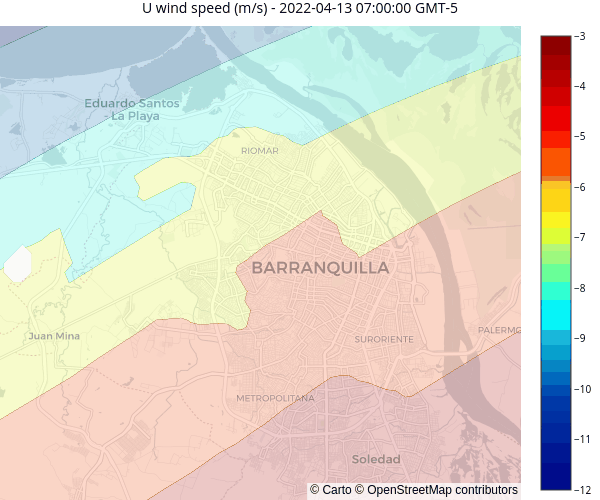 U wind speed (m/s) - 2022-04-13 07:00:00 GMT-5
Eduardo Santos
- La Playa
RIOMAR
BARRANQUILLA
Juan Mina
SURORIENTE
PALERMO
METROPOLITANA
Soledad
© Carto © OpenStreetMap contributors
−3
−4
−5
−6
−7
−8
−9
−10
−11
−12